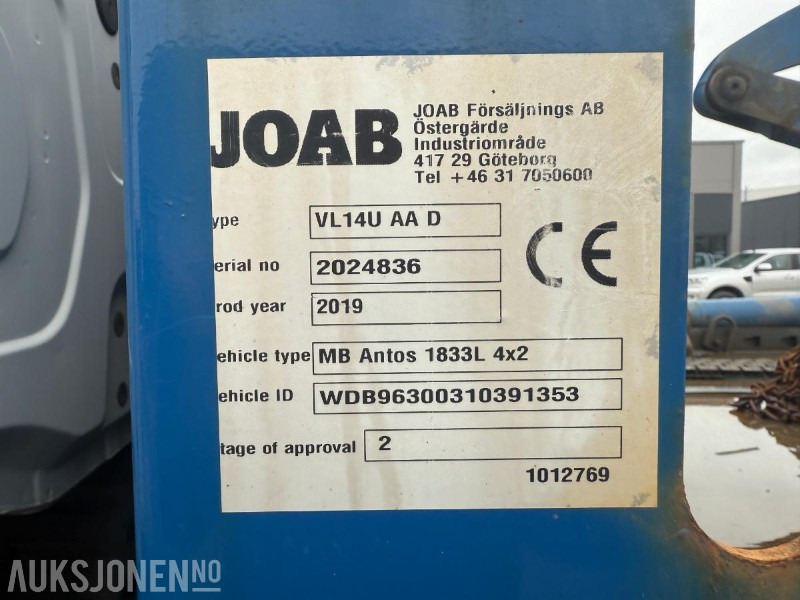 JOAB
JOAB Försäljnings AB
Östergärde
Industriområde
417 29 Göteborg
Tel +46 31 7050600
ype VL14U AA D
CE
erial no 2024836
rod year 2019
ehicle type MB Antos 1833L 4x2
ehicle ID WDB96300310391353
tage of approval 2
1012769
AUKSJONEN.NO